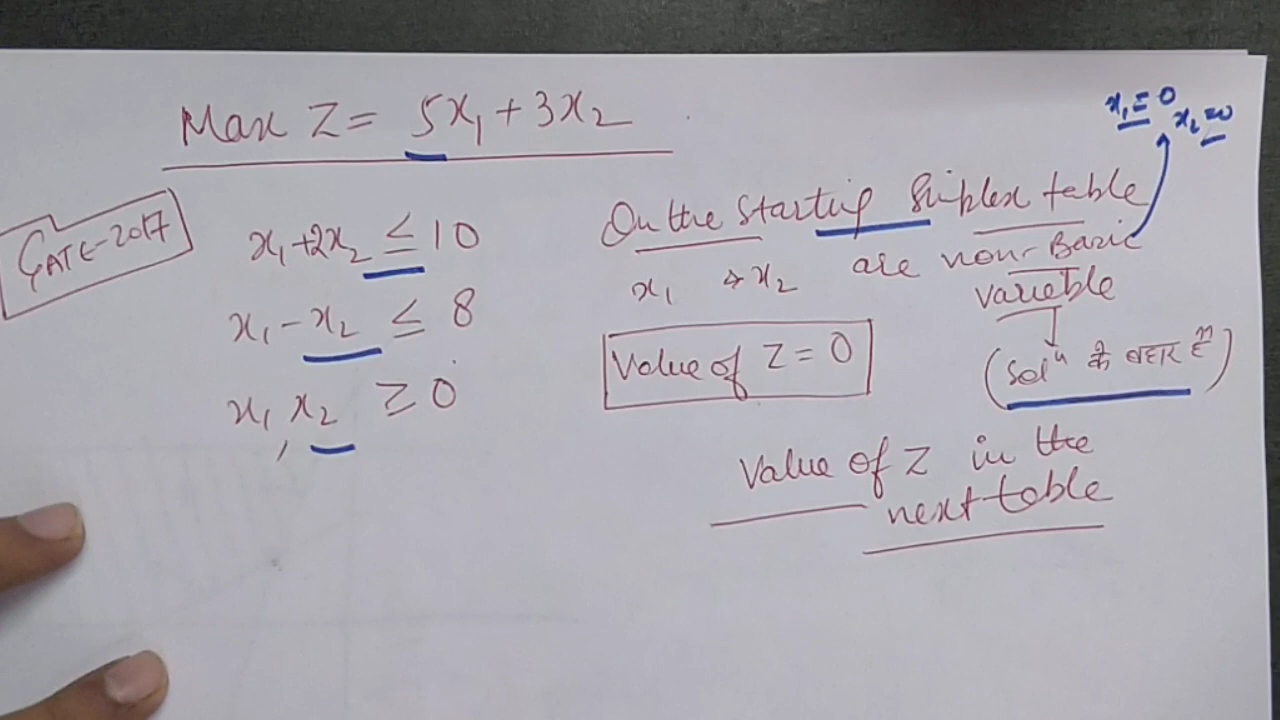 Max Z = 5x₁ + 3x₂
GATE-2017
x₁ + 2x₂ ≤ 10
x₁ - x₂ ≤ 8
x₁, x₂ ≥ 0
x₁ = 0
x₂ = 0
On the starting Simplex table
x₁ & x₂ are non-Basic
variable
(Solⁿ के बाहर हैं)
Value of Z = 0
Value of Z in the
next table